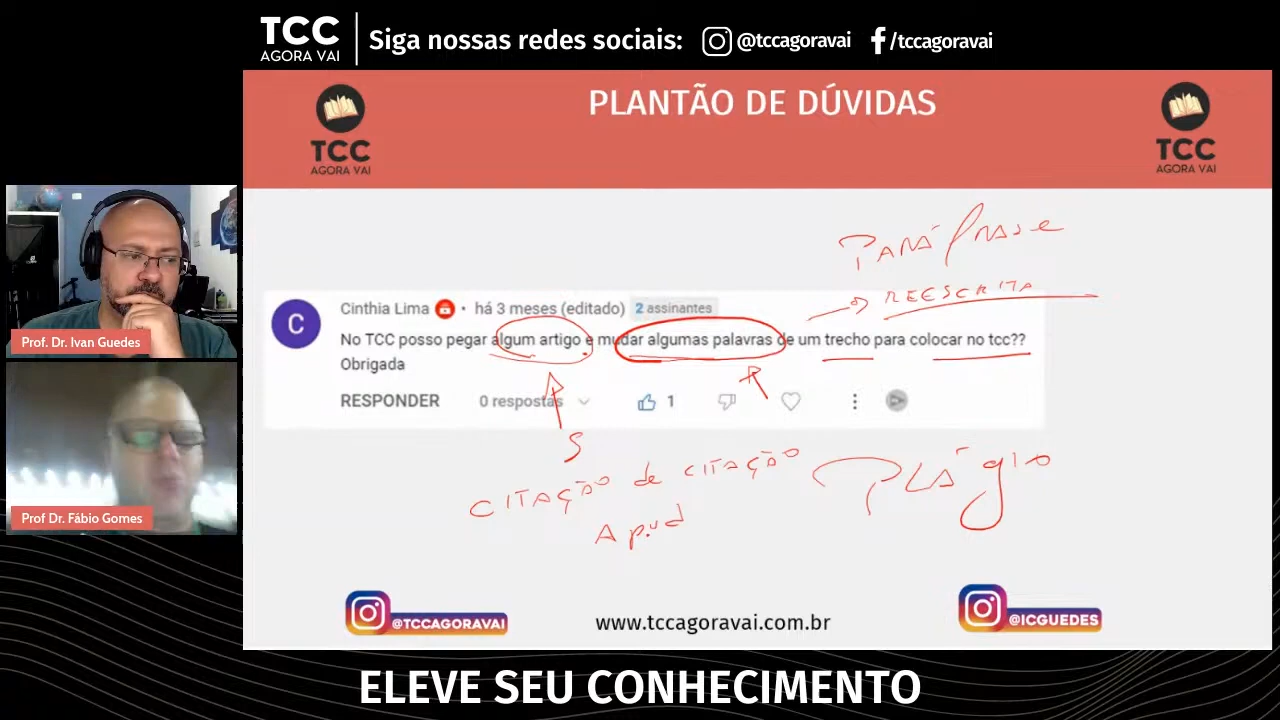 TCC
AGORA VAI
Siga nossas redes sociais:
@tccagoravai
/tccagoravai
TCC
AGORA VAI
PLANTÃO DE DÚVIDAS
TCC
AGORA VAI
Prof. Dr. Ivan Guedes
Prof Dr. Fábio Gomes
PARÁfrase
REESCRITA
C
Cinthia Lima
• há 3 meses (editado)
2 assinantes
No TCC posso pegar algum artigo e mudar algumas palavras de um trecho para colocar no tcc??
Obrigada
RESPONDER
0 respostas
1
CITAÇÃO de CITAÇÃO
Apud
PLÁgio
@TCCAGORAVAI
www.tccagoravai.com.br
@ICGUEDES
ELEVE SEU CONHECIMENTO